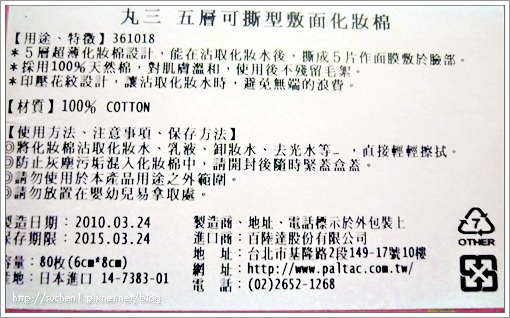 丸三 五層可撕型敷面化妝棉
【用途、特徵】361018
*5層超薄化妝棉設計，能在沾取化妝水後，撕成5片作面膜敷於臉部。
*採用100%天然棉，對肌膚溫和，使用後不殘留毛絮。
*印壓花紋設計，讓沾取化妝水時，避免無端的浪費。
【材質】100% COTTON
【使用方法、注意事項、保存方法】
◎將化妝棉沾取化妝水、乳液、卸妝水、去光水等…，直接輕輕擦拭。
◎防止灰塵污垢混入化妝棉中，請開封後隨時緊蓋盒蓋。
◎請勿使用於本產品用途之外範圍。
◎請勿放置在嬰幼兒易拿取處。
製造日期：2010.03.24
保存期限：2015.03.24
容量：80枚(6cm*8cm)
產地：日本進口 14-7383-01
製造商、地址、電話標示於外包裝上
進口商：百陸達股份有限公司
地 址：台北市基隆路2段149-17號10樓
網 址：http://www.paltac.com.tw/
電 話：(02)2652-1268
7
OTHER
http://suchen1.pixnet.net/blog